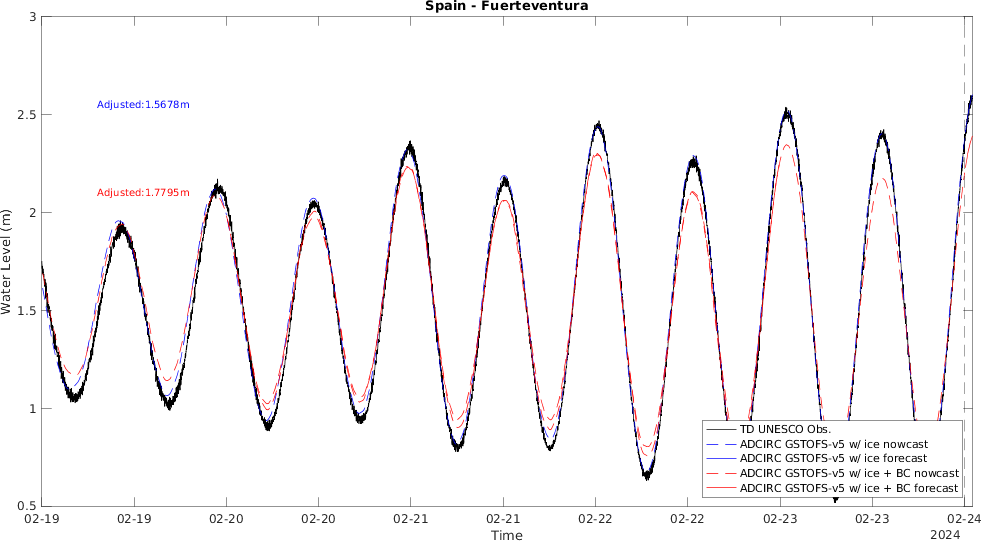 Spain - Fuerteventura
Water Level (m)
3
2.5
2
1.5
1
0.5
Adjusted:1.5678m
Adjusted:1.7795m
TD UNESCO Obs.
ADCIRC GSTOFS-v5 w/ ice nowcast
ADCIRC GSTOFS-v5 w/ ice forecast
ADCIRC GSTOFS-v5 w/ ice + BC nowcast
ADCIRC GSTOFS-v5 w/ ice + BC forecast
02-19 02-19 02-20 02-20 02-21 02-21 02-22 02-22 02-23 02-23 02-24
Time
2024